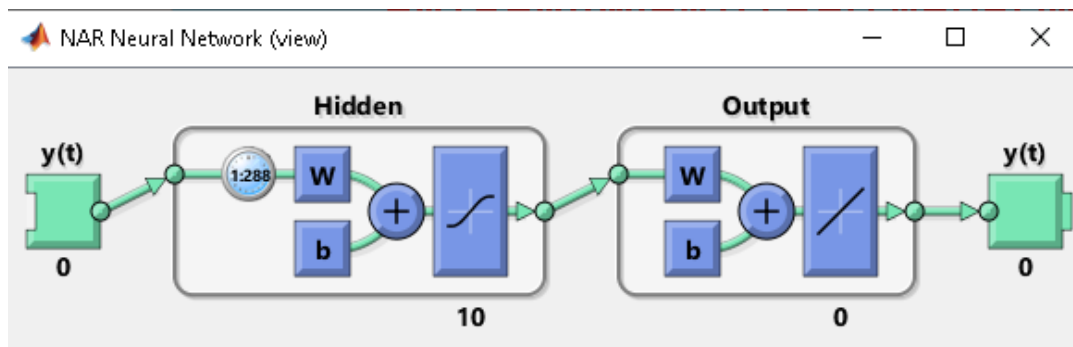 NAR Neural Network (view)
Hidden
Output
y(t)
y(t)
1:288
W
W
b
b
0
0
10
0